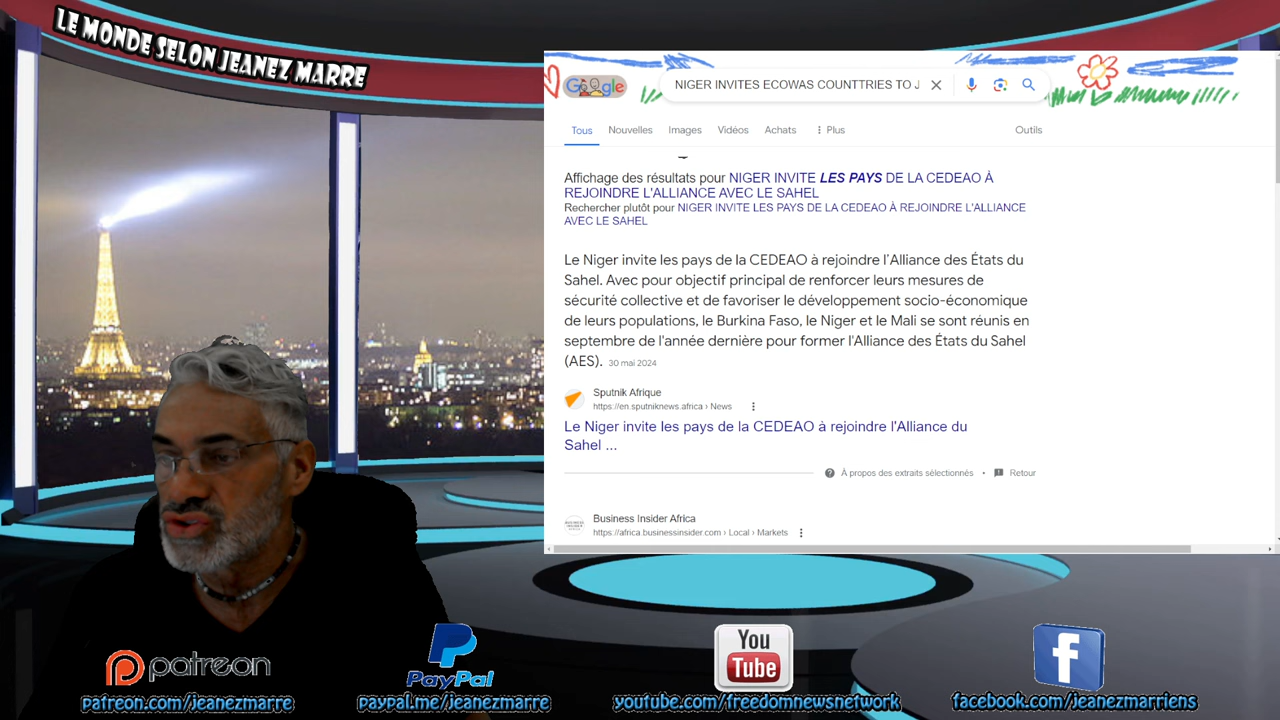 LE MONDE SELON JEANEZ MARRE
Google
NIGER INVITES ECOWAS COUNTTRIES TO J
Tous
Nouvelles
Images
Vidéos
Achats
Plus
Outils
Affichage des résultats pour NIGER INVITE LES PAYS DE LA CEDEAO À
REJOINDRE L'ALLIANCE AVEC LE SAHEL
Rechercher plutôt pour NIGER INVITE LES PAYS DE LA CEDEAO À REJOINDRE L'ALLIANCE
AVEC LE SAHEL
Le Niger invite les pays de la CEDEAO à rejoindre l'Alliance des États du
Sahel. Avec pour objectif principal de renforcer leurs mesures de
sécurité collective et de favoriser le développement socio-économique
de leurs populations, le Burkina Faso, le Niger et le Mali se sont réunis en
septembre de l'année dernière pour former l'Alliance des États du Sahel
(AES). 30 mai 2024
Sputnik Afrique
https://en.sputniknews.africa › News
Le Niger invite les pays de la CEDEAO à rejoindre l'Alliance du
Sahel ...
À propos des extraits sélectionnés • Retour
Business Insider Africa
https://africa.businessinsider.com › Local › Markets
patreon
patreon.com/jeanezmarre
PayPal
paypal.me/jeanezmarre
You
Tube
youtube.com/freedomnewsnetwork
f
facebook.com/jeanezmarriens